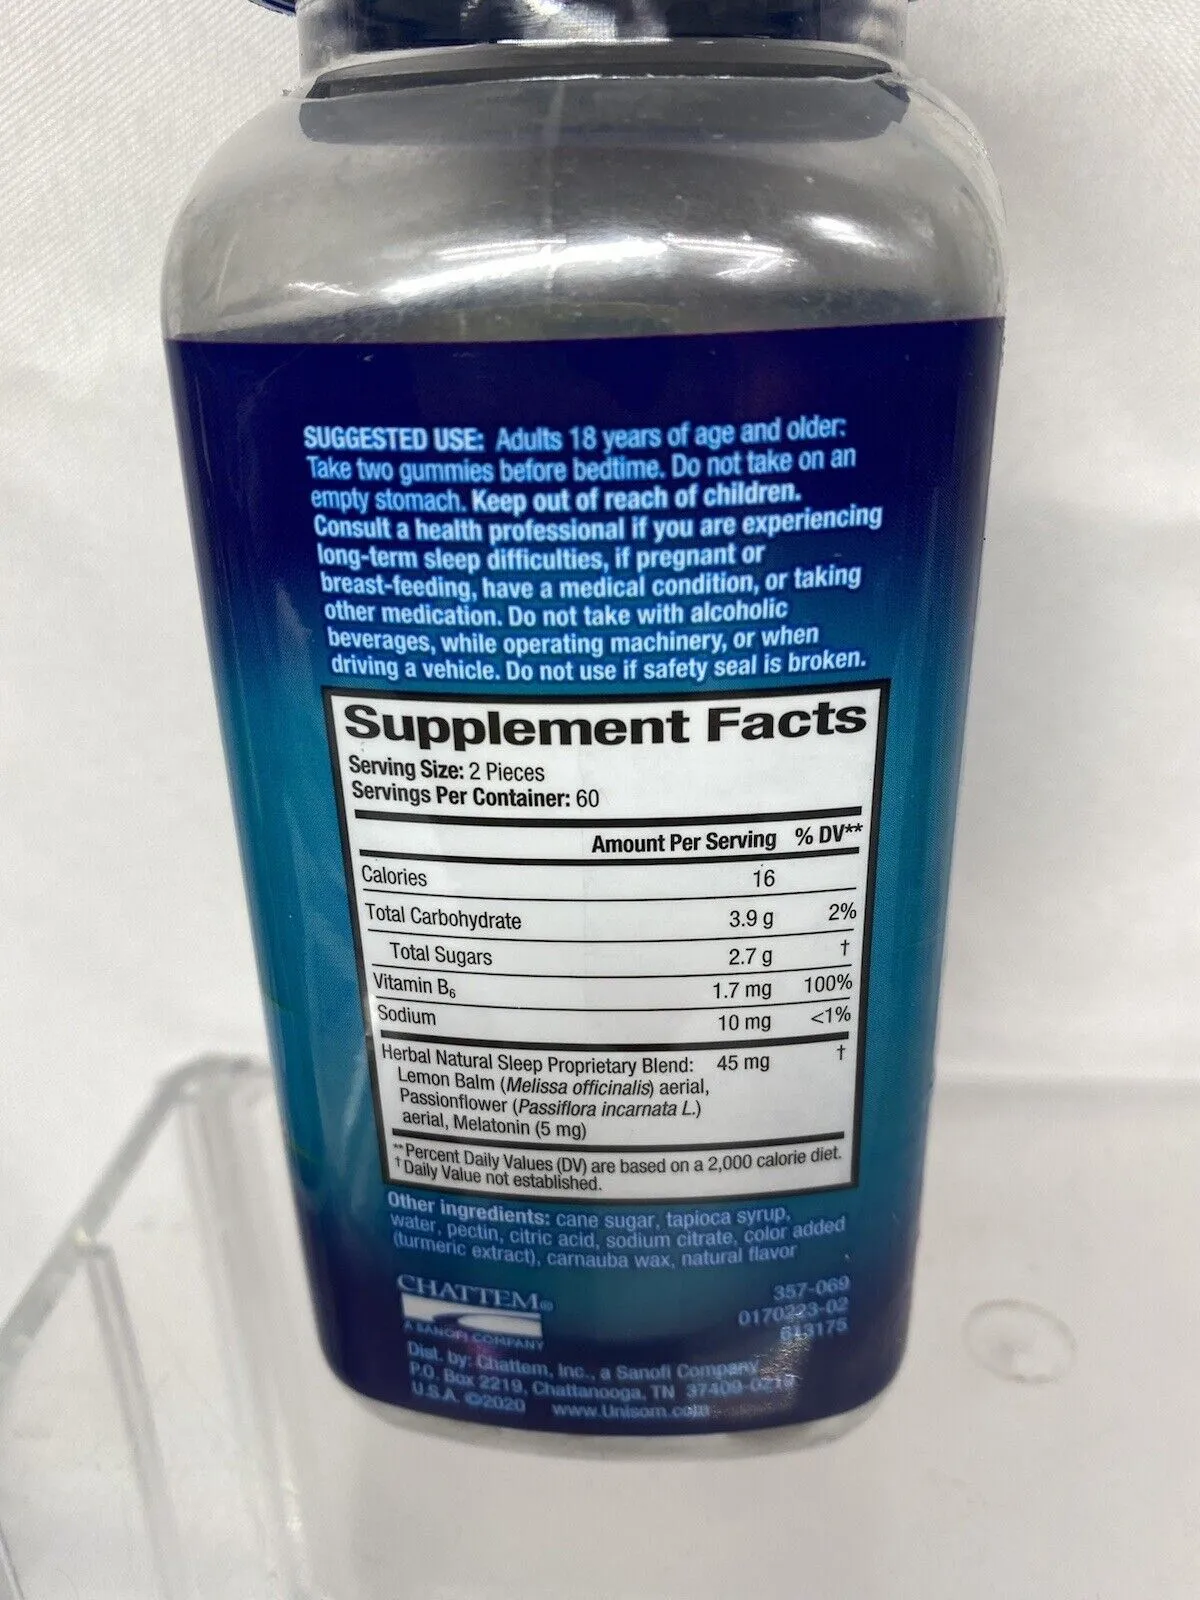 SUGGESTED USE: Adults 18 years of age and older:
Take two gummies before bedtime. Do not take on an
empty stomach. Keep out of reach of children.
Consult a health professional if you are experiencing
long-term sleep difficulties, if pregnant or
breast-feeding, have a medical condition, or taking
other medication. Do not take with alcoholic
beverages, while operating machinery, or when
driving a vehicle. Do not use if safety seal is broken.
Supplement Facts
Serving Size: 2 Pieces
Servings Per Container: 60
Amount Per Serving % DV**
Calories 16
Total Carbohydrate 3.9 g 2%
Total Sugars 2.7 g †
Vitamin B₆ 1.7 mg 100%
Sodium 10 mg <1%
Herbal Natural Sleep Proprietary Blend: 45 mg †
Lemon Balm (Melissa officinalis) aerial,
Passionflower (Passiflora incarnata L.)
aerial, Melatonin (5 mg)
**Percent Daily Values (DV) are based on a 2,000 calorie diet.
†Daily Value not established.
Other ingredients: cane sugar, tapioca syrup,
water, pectin, citric acid, sodium citrate, color added
(turmeric extract), carnauba wax, natural flavor
CHATTEM®
A SANOFI COMPANY
357-069
0170223-02
613175
Dist. by: Chattem, Inc., a Sanofi Company
P.O. Box 2219, Chattanooga, TN
U.S.A. ©2020 www.Unisom.com